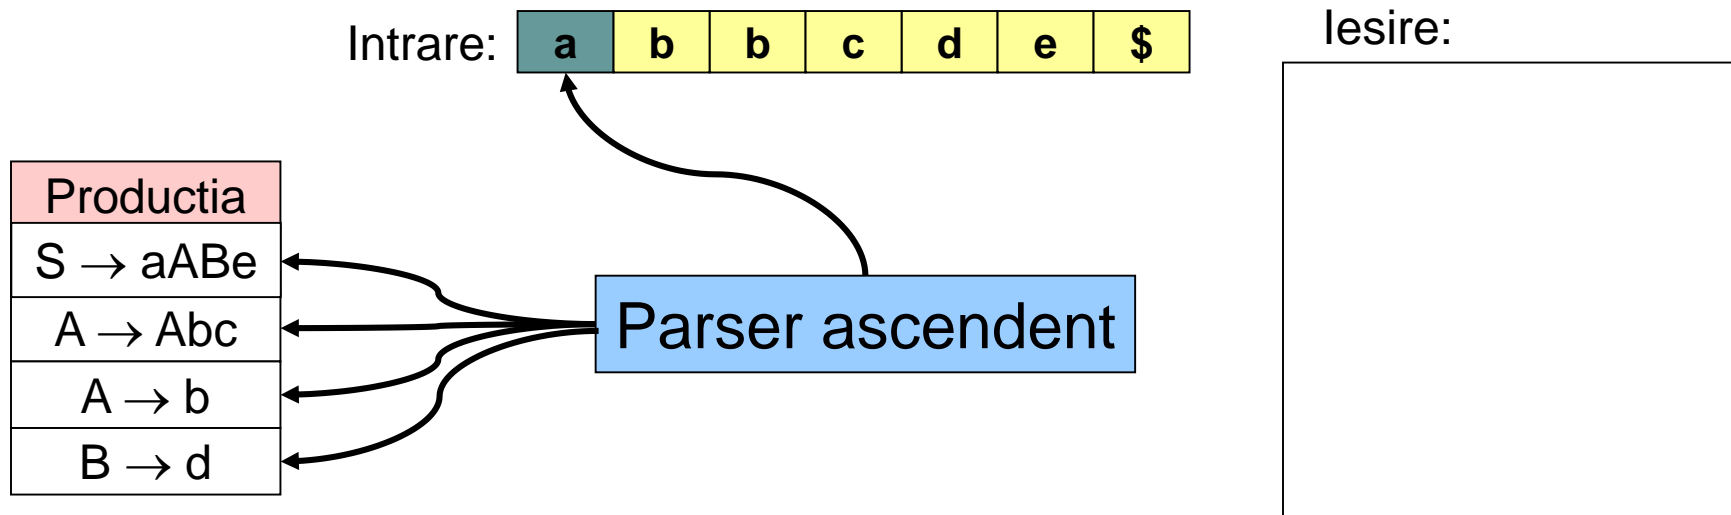 Intrare: a b b c d e $
Iesire:
Productia
S → aABe
A → Abc
A → b
B → d
Parser ascendent